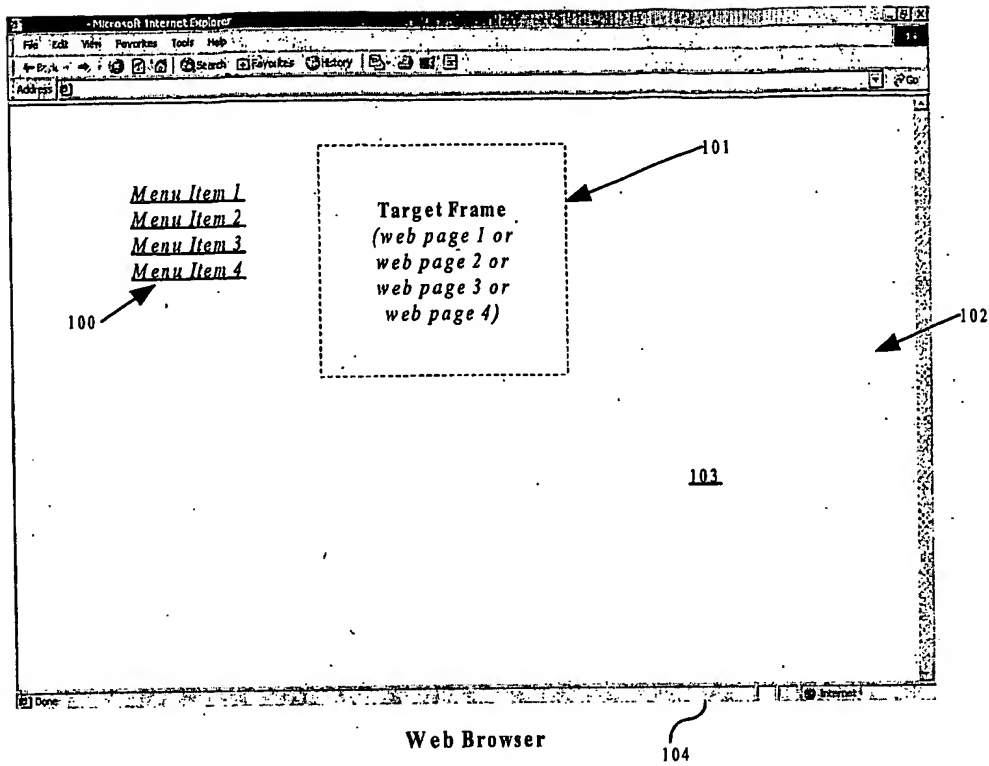 - Microsoft Internet Explorer
File Edit View Favorites Tools Help
Back Search Favorites History
Address Go
101
Menu Item 1
Menu Item 2
Menu Item 3
Menu Item 4
Target Frame
(web page 1 or
web page 2 or
web page 3 or
web page 4)
100
102
103
Done Internet
Web Browser
104